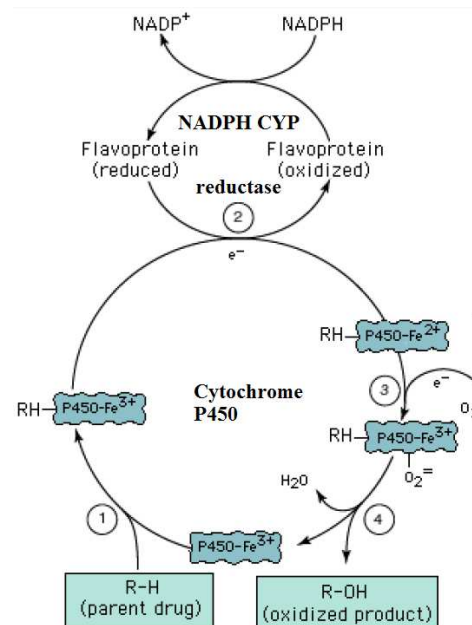 NADP+
NADPH
NADPH CYP
Flavoprotein
(reduced)
Flavoprotein
(oxidized)
reductase
2
e−
RH
P450-Fe2+
3
e−
O2
Cytochrome
P450
RH
P450-Fe3+
RH
P450-Fe3+
O2=
H2O
4
1
P450-Fe3+
R-H
(parent drug)
R-OH
(oxidized product)